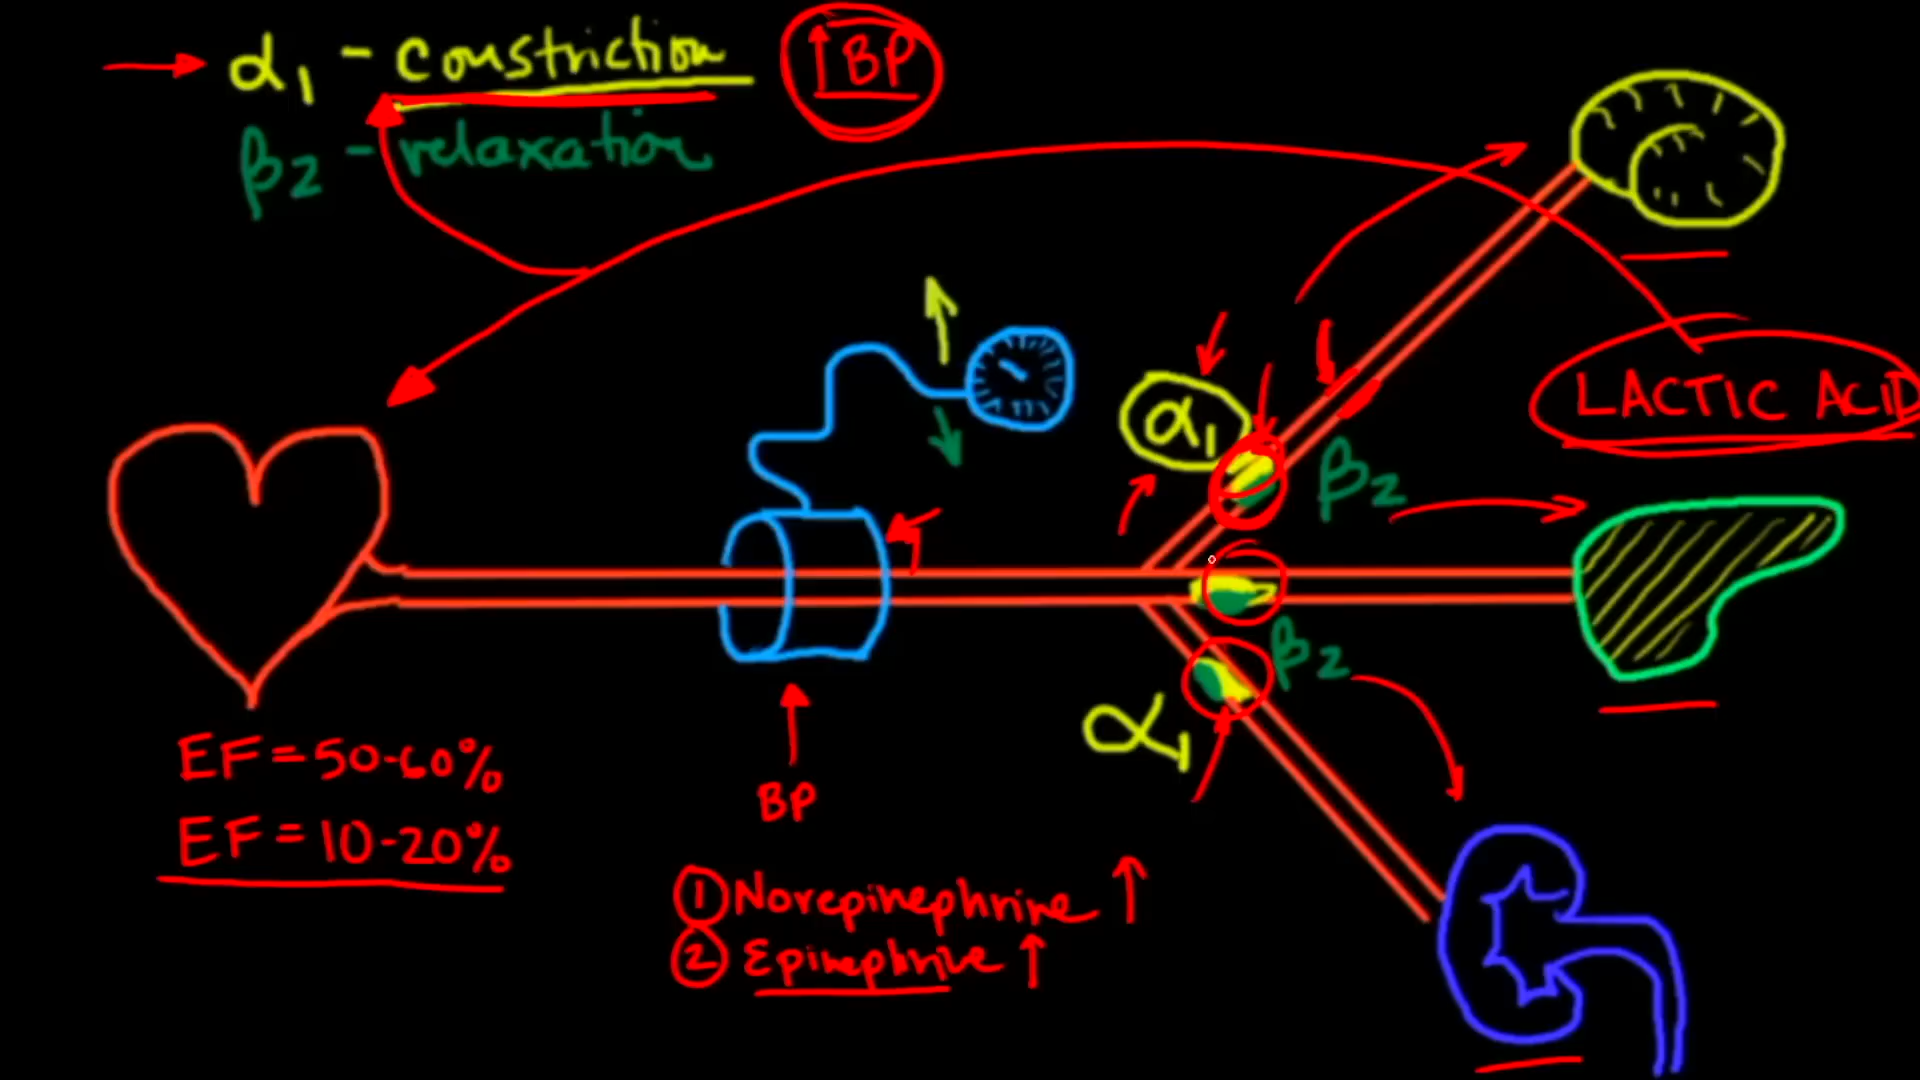 α1 - constriction
↑BP
β2 - relaxation
LACTIC ACID
α1
β2
β2
α1
EF = 50-60%
EF = 10-20%
BP
① Norepinephrine ↑
② Epinephrine ↑